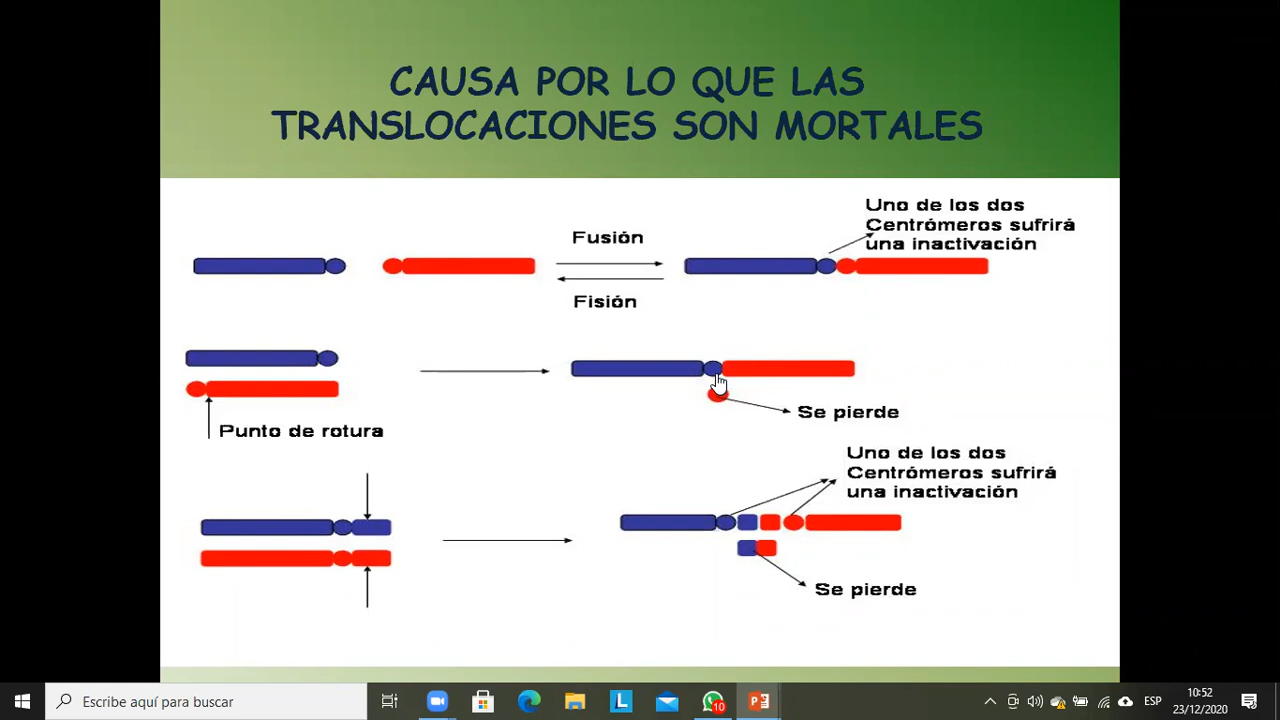 CAUSA POR LO QUE LAS
TRANSLOCACIONES SON MORTALES
Uno de los dos
Centrómeros sufrirá
una inactivación
Fusión
Fisión
Se pierde
Punto de rotura
Uno de los dos
Centrómeros sufrirá
una inactivación
Se pierde
Escribe aquí para buscar
L
10
P
ESP
10:52
23/12/2020